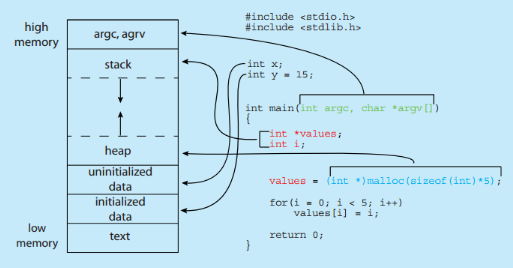 high
memory
argc, agrv
stack
heap
uninitialized
data
initialized
data
low
memory
text
#include <stdio.h>
#include <stdlib.h>
int x;
int y = 15;
int main(int argc, char *argv[])
{
int *values;
int i;
values = (int *)malloc(sizeof(int)*5);
for(i = 0; i < 5; i++)
values[i] = i;
return 0;
}